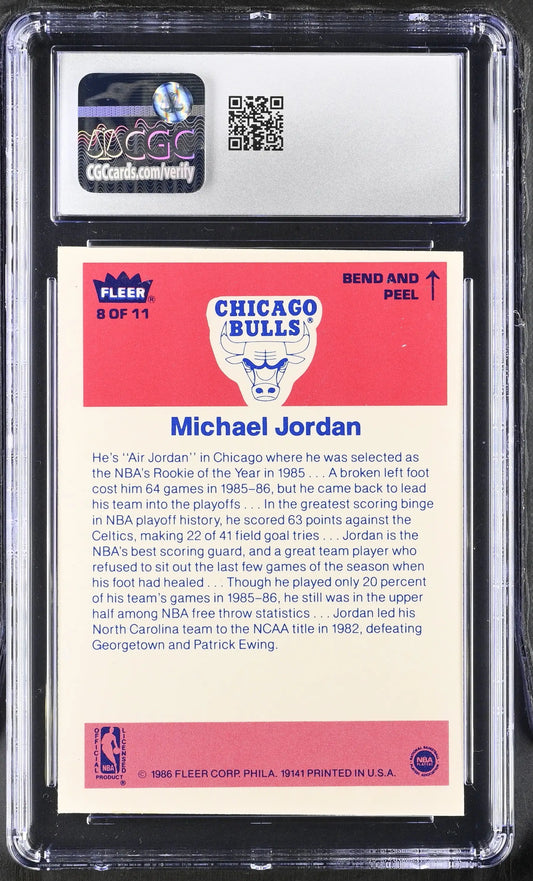 CGC
CGCcards.com/verify
FLEER®
8 OF 11
BEND AND
PEEL
CHICAGO
BULLS®
Michael Jordan
He's "Air Jordan" in Chicago where he was selected as
the NBA's Rookie of the Year in 1985 . . . A broken left foot
cost him 64 games in 1985–86, but he came back to lead
his team into the playoffs . . . In the greatest scoring binge
in NBA playoff history, he scored 63 points against the
Celtics, making 22 of 41 field goal tries . . . Jordan is the
NBA's best scoring guard, and a great team player who
refused to sit out the last few games of the season when
his foot had healed . . . Though he played only 20 percent
of his team's games in 1985–86, he still was in the upper
half among NBA free throw statistics . . . Jordan led his
North Carolina team to the NCAA title in 1982, defeating
Georgetown and Patrick Ewing.
OFFICIAL LICENSED
NBA
PRODUCT ®
© 1986 FLEER CORP. PHILA. 19141 PRINTED IN U.S.A.
NBA
PLAYERS